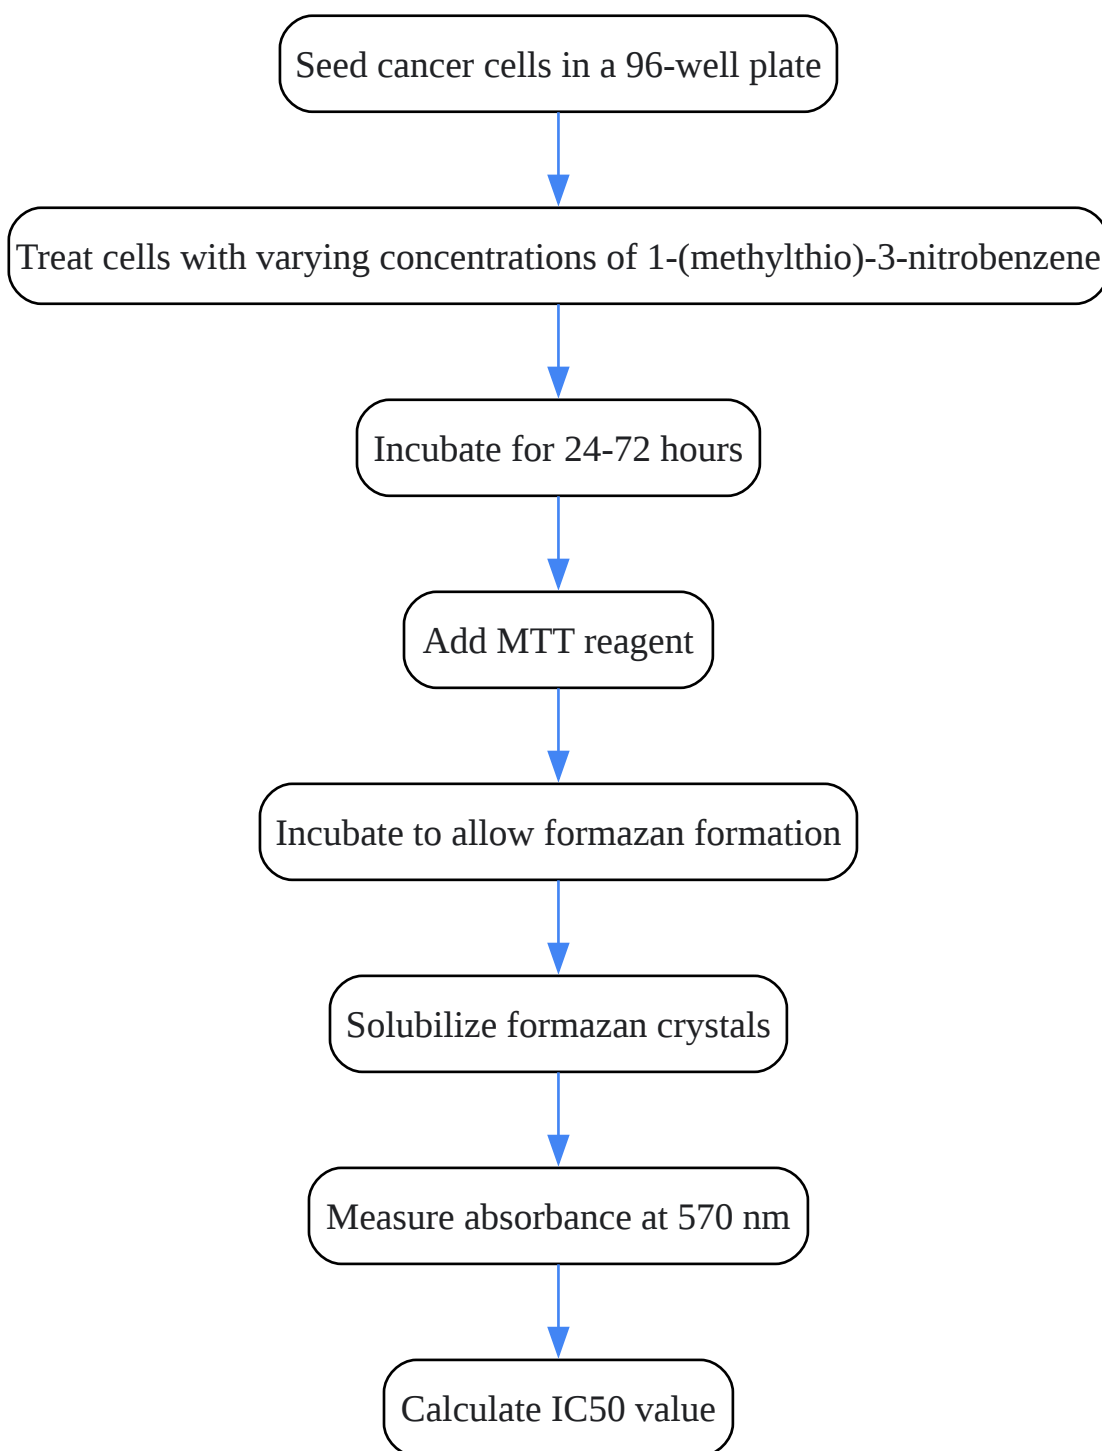 Seed cancer cells in a 96-well plate
Treat cells with varying concentrations of 1-(methylthio)-3-nitrobenzene
Incubate for 24-72 hours
Add MTT reagent
Incubate to allow formazan formation
Solubilize formazan crystals
Measure absorbance at 570 nm
Calculate IC50 value